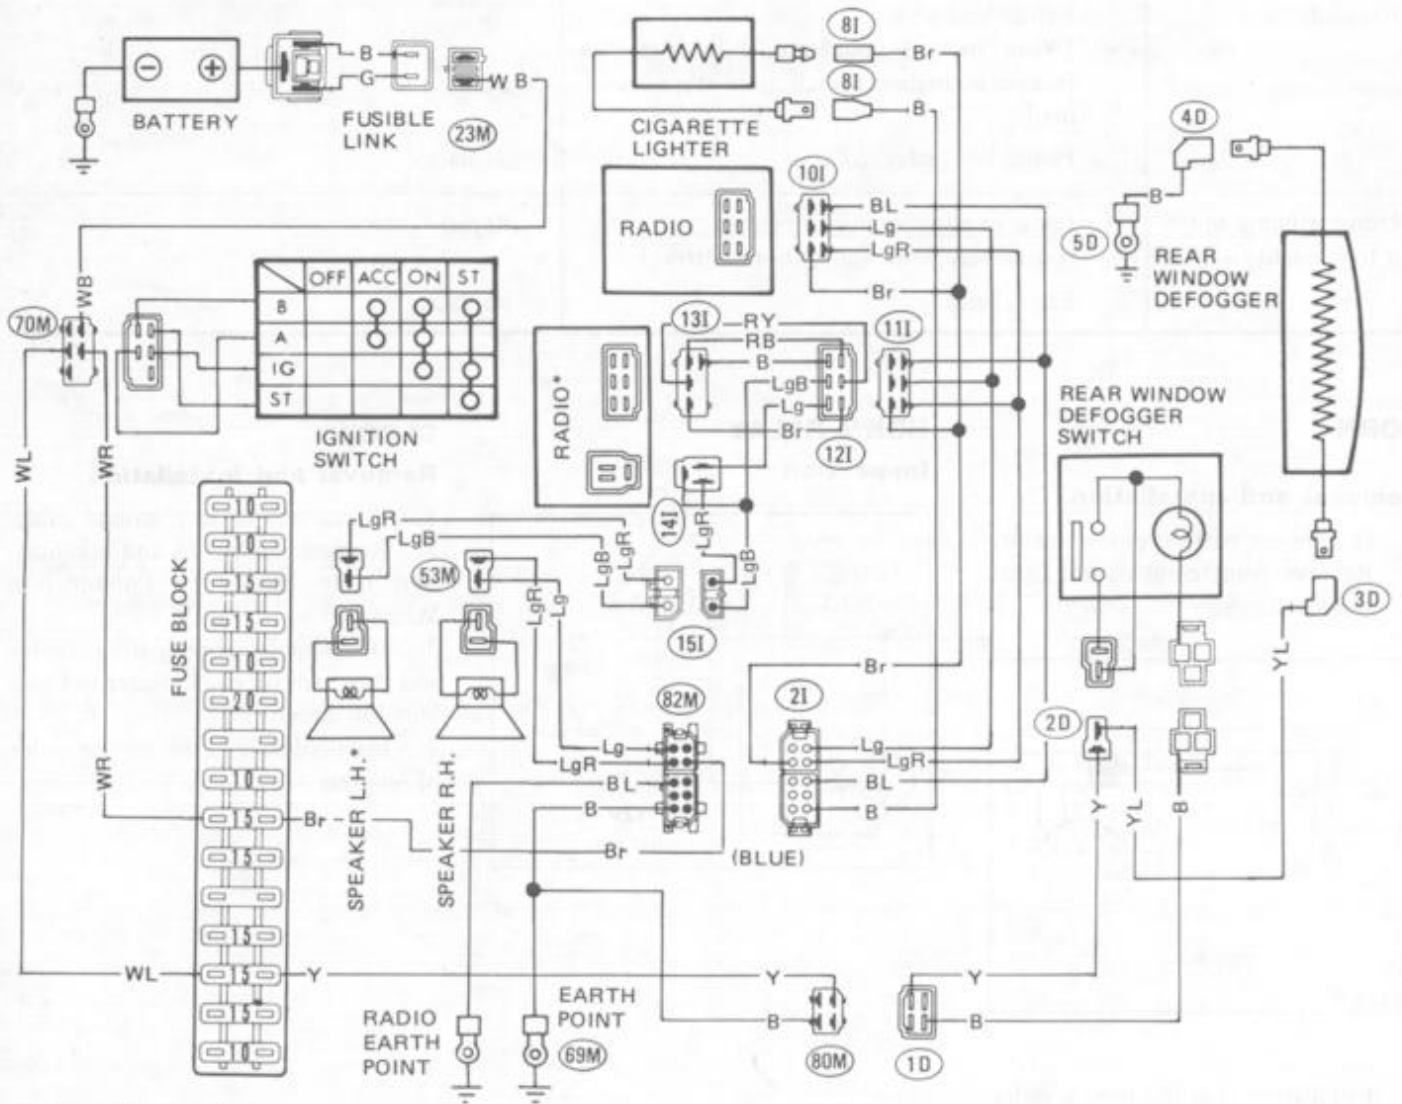 8I
Br
8I
B
BATTERY
B
G
FUSIBLE
LINK
W B
23M
CIGARETTE
LIGHTER
4D
B
5D
REAR
WINDOW
DEFOGGER
RADIO
10I
BL
Lg
LgR
Br
70M
WB
OFF ACC ON ST
B
A
IG
ST
IGNITION
SWITCH
RADIO*
13I
RY
RB
B
LgB
Lg
Br
11I
12I
14I
LgR
LgB
REAR WINDOW
DEFOGGER
SWITCH
WL
WR
FUSE BLOCK
10
10
15
15
10
20
10
15
15
15
15
15
10
LgR
LgB
53M
LgR
Lg
LgB
LgR
15I
3D
YL
Br
82M
2I
Lg
LgR
BL
B
Lg
LgR
BL
B
2D
Y
YL
B
WR
Br
Br
(BLUE)
SPEAKER L.H.*
SPEAKER R.H.
WL
Y
Y
B
80M
Y
B
1D
RADIO
EARTH
POINT
EARTH
POINT
69M